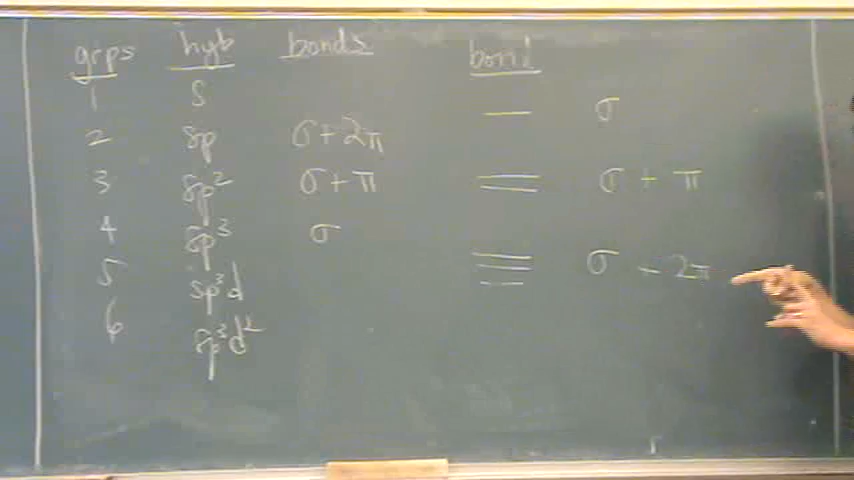 grps hyb bonds bond
1 s — σ
2 sp σ+2π
3 sp² σ+π = σ + π
4 sp³ σ
≡ σ - 2π
5 sp³d
6 sp³d²